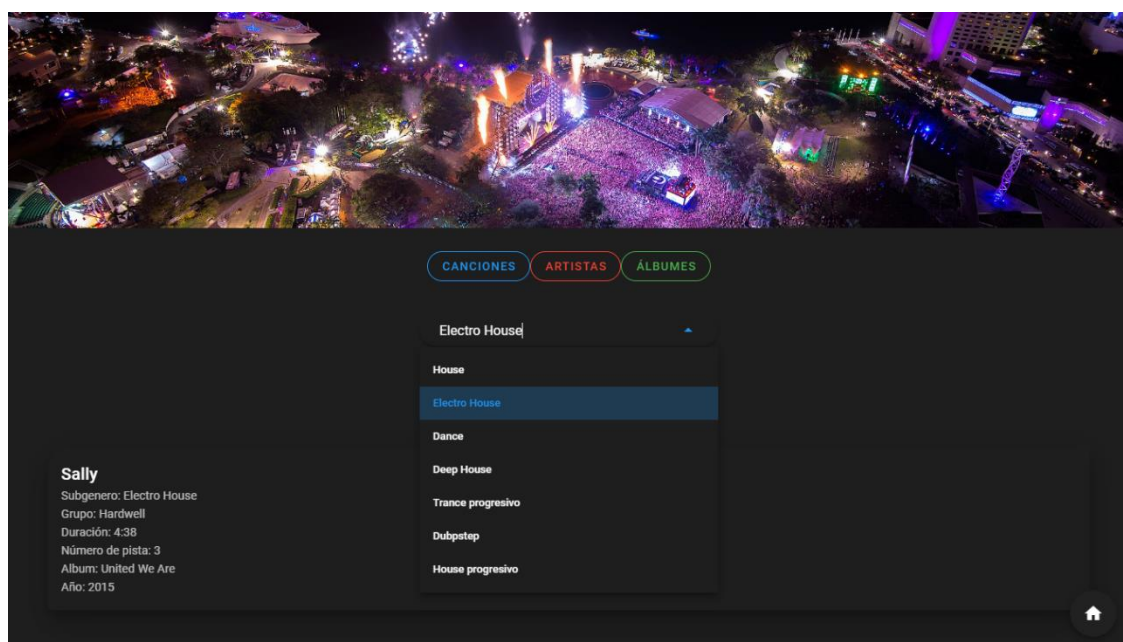 CANCIONES ARTISTAS ÁLBUMES
Electro House
House
Electro House
Dance
Deep House
Trance progresivo
Dubpstep
House progresivo
Sally
Subgenero: Electro House
Grupo: Hardwell
Duración: 4:38
Número de pista: 3
Album: United We Are
Año: 2015